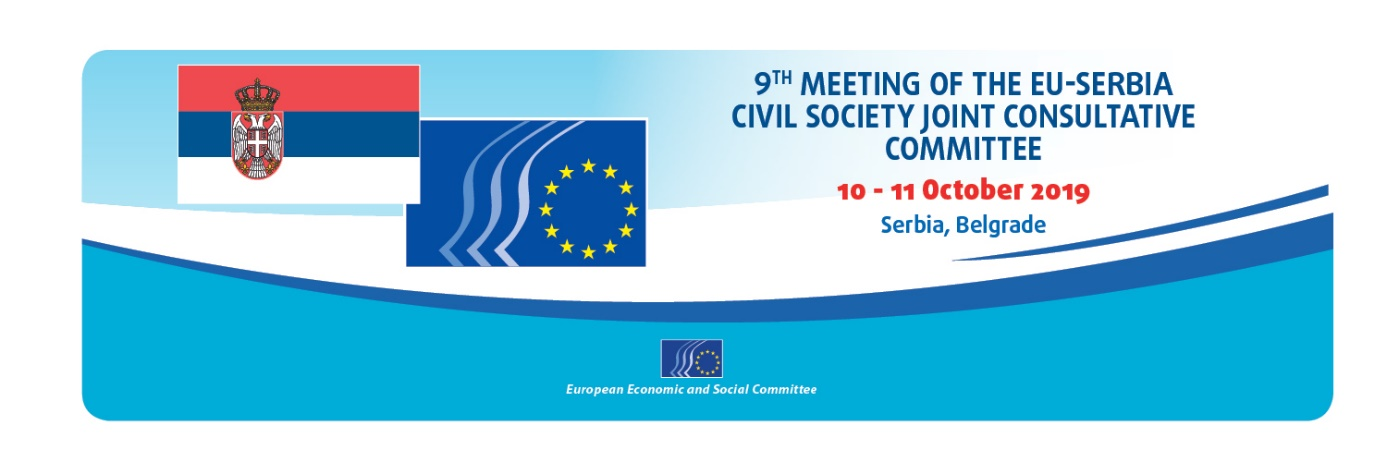 9TH MEETING OF THE EU-SERBIA
CIVIL SOCIETY JOINT CONSULTATIVE
COMMITTEE
10 - 11 October 2019
Serbia, Belgrade
European Economic and Social Committee